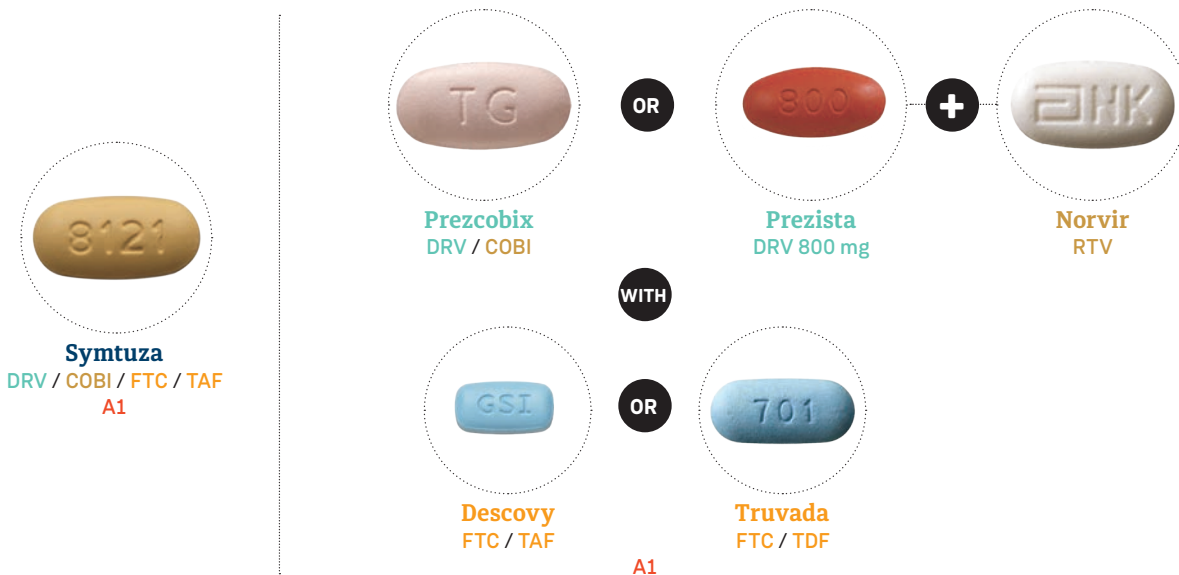 8121
Symtuza
DRV / COBI / FTC / TAF
A1
TG
OR
800
+
NK
Prezcobix
DRV / COBI
Prezista
DRV 800 mg
Norvir
RTV
WITH
GSI
OR
701
Descovy
FTC / TAF
Truvada
FTC / TDF
A1